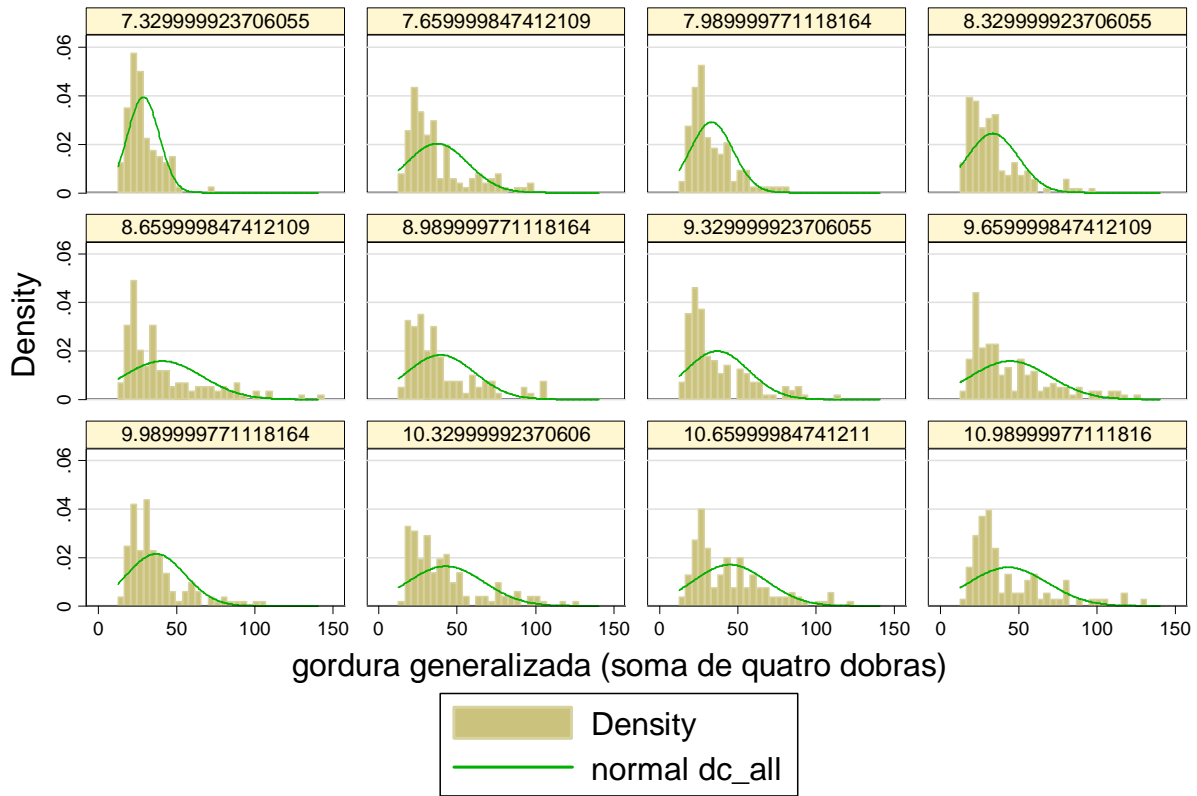 7.329999923706055 7.659999847412109 7.989999771118164 8.329999923706055
.06
.04
.02
0
8.659999847412109 8.989999771118164 9.329999923706055 9.659999847412109
.06
.04
.02
0
Density
9.989999771118164 10.32999992370606 10.65999984741211 10.98999977111816
.06
.04
.02
0
0 50 100 150 0 50 100 150 0 50 100 150 0 50 100 150
gordura generalizada (soma de quatro dobras)
Density
normal dc_all